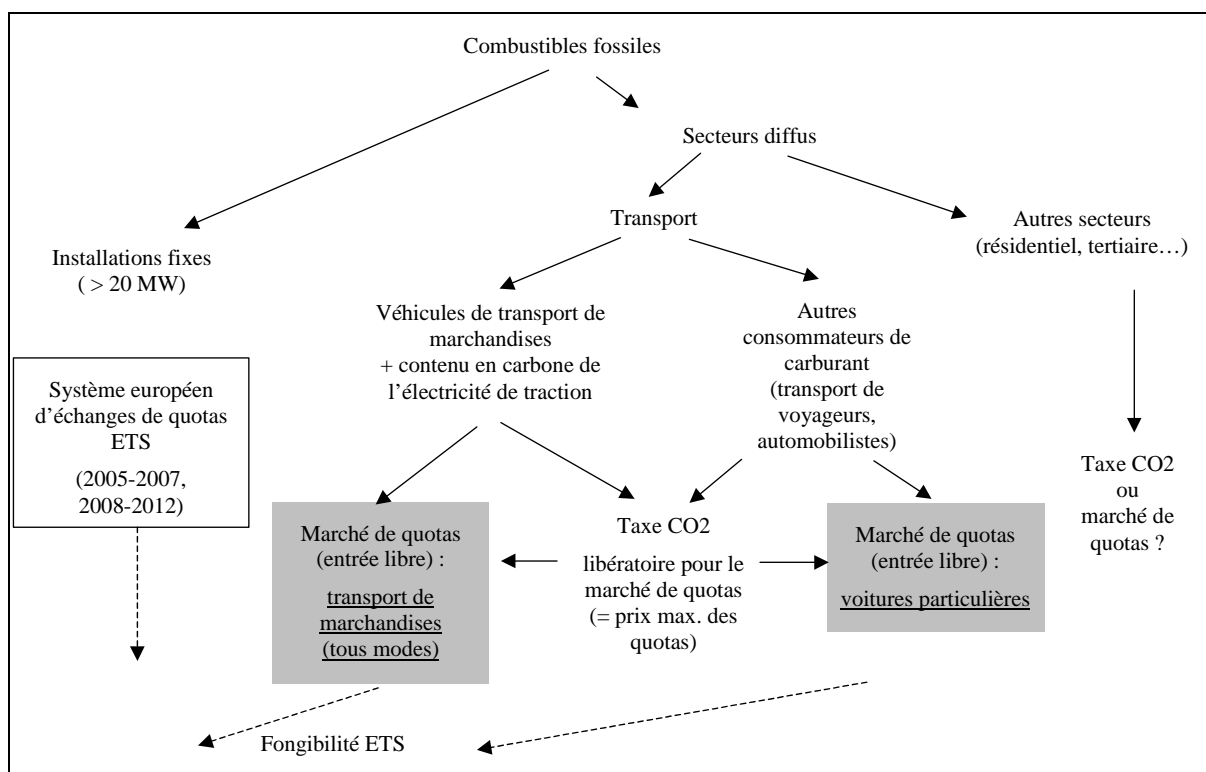 Combustibles fossiles
Secteurs diffus
Transport
Autres secteurs
(résidentiel, tertiaire…)
Installations fixes
( > 20 MW)
Véhicules de transport de
marchandises
+ contenu en carbone de
l’électricité de traction
Autres
consommateurs de
carburant
(transport de
voyageurs,
automobilistes)
Système européen
d’échanges de quotas
ETS
(2005-2007,
2008-2012)
Taxe CO2
ou
marché de
quotas ?
Marché de quotas
(entrée libre) :
transport de
marchandises
(tous modes)
Taxe CO2
libératoire pour le
marché de quotas
(= prix max. des
quotas)
Marché de quotas
(entrée libre) :
voitures particulières
Fongibilité ETS